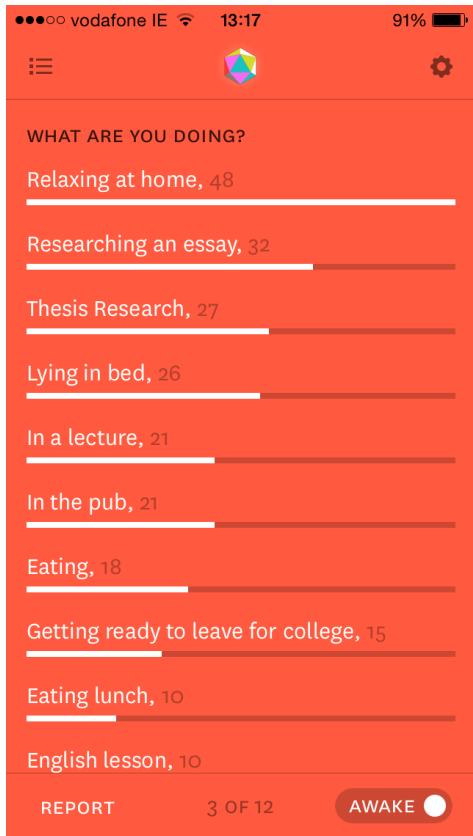 vodafone IE 13:17 91%
WHAT ARE YOU DOING?
Relaxing at home, 48
Researching an essay, 32
Thesis Research, 27
Lying in bed, 26
In a lecture, 21
In the pub, 21
Eating, 18
Getting ready to leave for college, 15
Eating lunch, 10
English lesson, 10
REPORT 3 OF 12 AWAKE